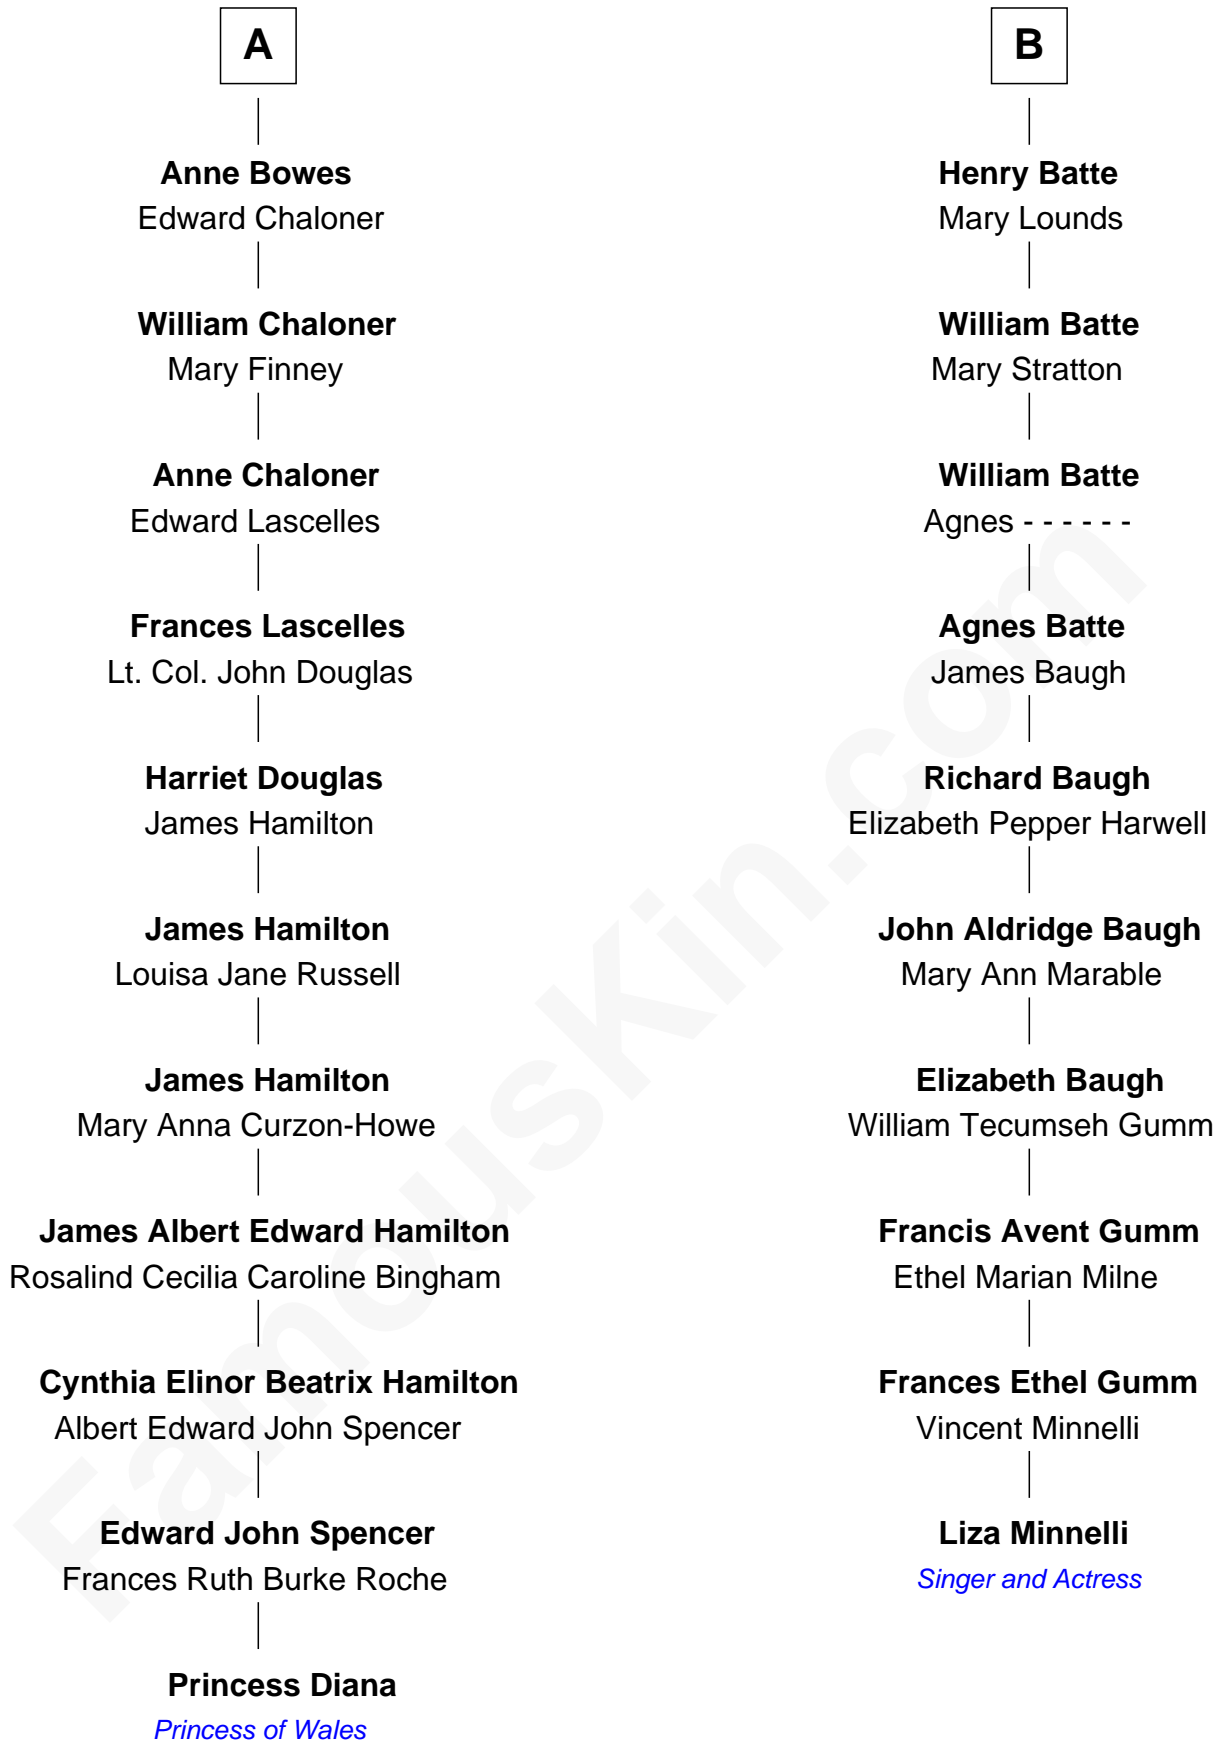 A
Anne Bowes
Edward Chaloner
William Chaloner
Mary Finney
Anne Chaloner
Edward Lascelles
Frances Lascelles
Lt. Col. John Douglas
Harriet Douglas
James Hamilton
James Hamilton
Louisa Jane Russell
James Hamilton
Mary Anna Curzon-Howe
James Albert Edward Hamilton
Rosalind Cecilia Caroline Bingham
Cynthia Elinor Beatrix Hamilton
Albert Edward John Spencer
Edward John Spencer
Frances Ruth Burke Roche
Princess Diana
Princess of Wales
B
Henry Batte
Mary Lounds
William Batte
Mary Stratton
William Batte
Agnes - - - - - -
Agnes Batte
James Baugh
Richard Baugh
Elizabeth Pepper Harwell
John Aldridge Baugh
Mary Ann Marable
Elizabeth Baugh
William Tecumseh Gumm
Francis Avent Gumm
Ethel Marian Milne
Frances Ethel Gumm
Vincent Minnelli
Liza Minnelli
Singer and Actress
FamousKin.com